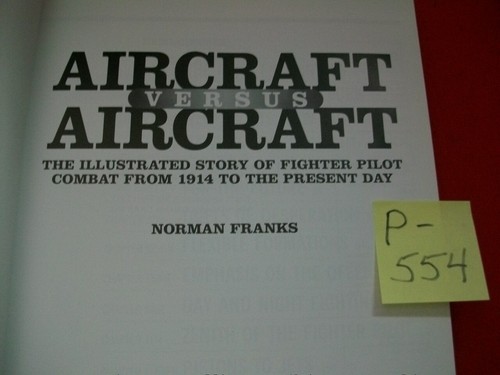 AIRCRAFT
VERSUS
AIRCRAFT
THE ILLUSTRATED STORY OF FIGHTER PILOT
COMBAT FROM 1914 TO THE PRESENT DAY
NORMAN FRANKS
P-
554